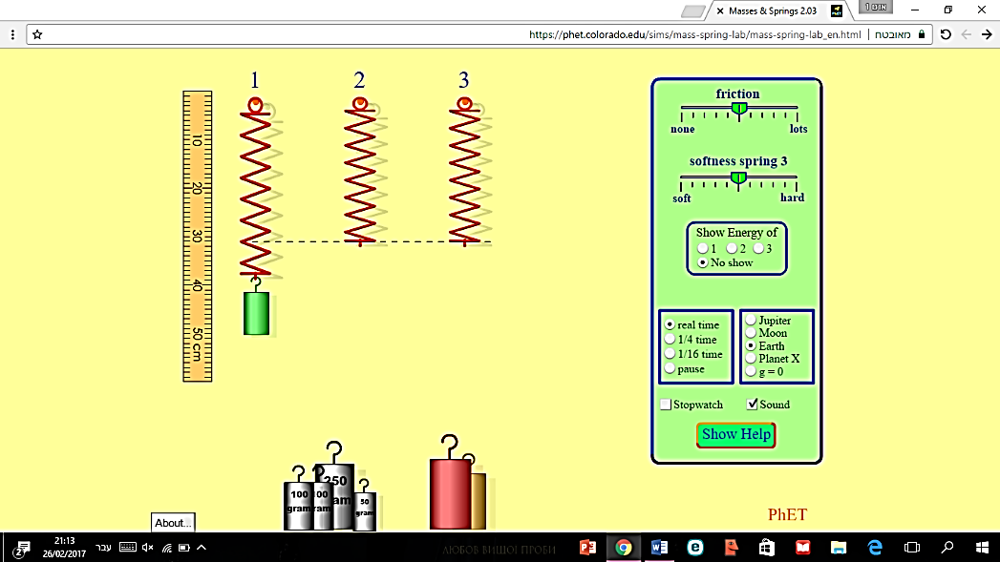 Masses & Springs 2.03
אודט 1
https://phet.colorado.edu/sims/mass-spring-lab/mass-spring-lab_en.html
מאובטח
1 2 3
10
20
30
40
50 cm
friction
none lots
softness spring 3
soft hard
Show Energy of
1 2 3
No show
real time
1/4 time
1/16 time
pause
Jupiter
Moon
Earth
Planet X
g = 0
Stopwatch
Sound
Show Help
250
100
gram
50
gram
About...
PhET
21:13
26/02/2017
עבר
2
ЛЮБОВ ВИЩОЇ ПРОБИ